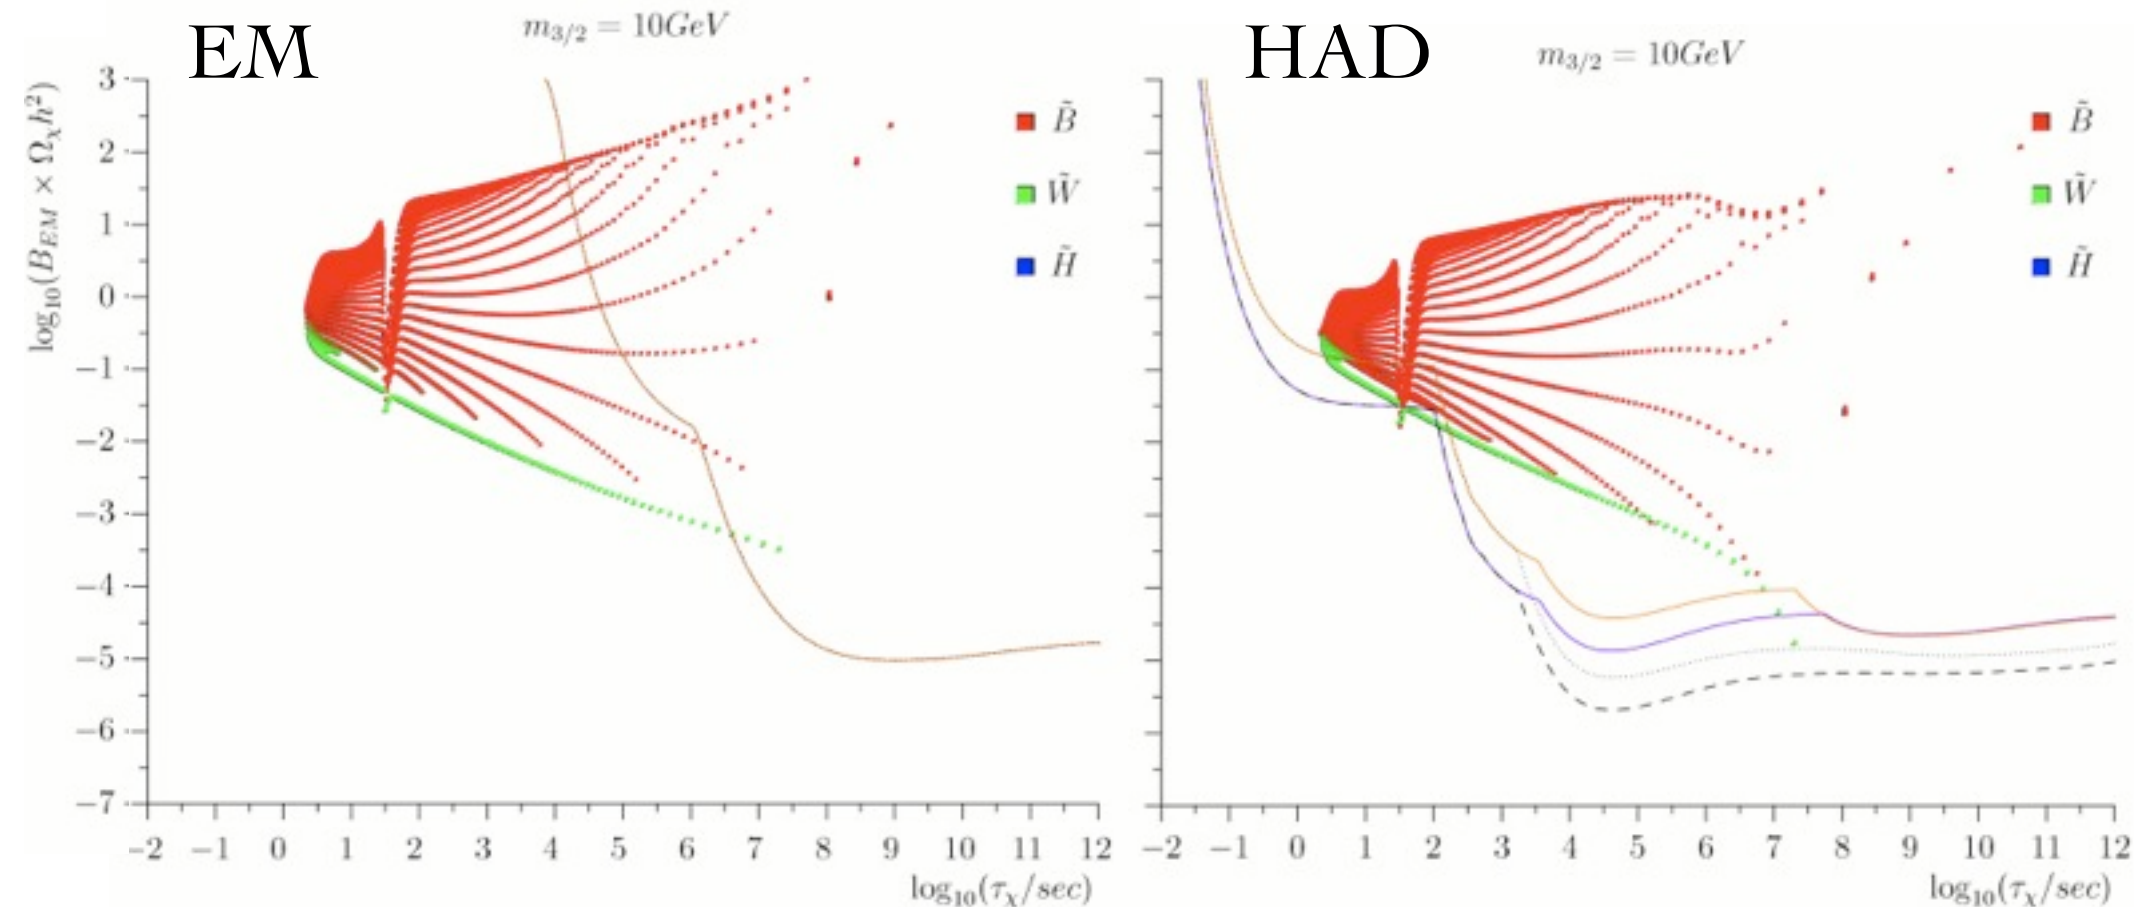 EM
m_{3/2} = 10GeV
log_{10}(B_{EM} × Ω_χ h^2)
3
2
1
0
−1
−2
−3
−4
−5
−6
−7
B̃
W̃
H̃
−2 −1 0 1 2 3 4 5 6 7 8 9 10 11 12
log_{10}(τ_χ/sec)
HAD
m_{3/2} = 10GeV
B̃
W̃
H̃
−2 −1 0 1 2 3 4 5 6 7 8 9 10 11 12
log_{10}(τ_χ/sec)